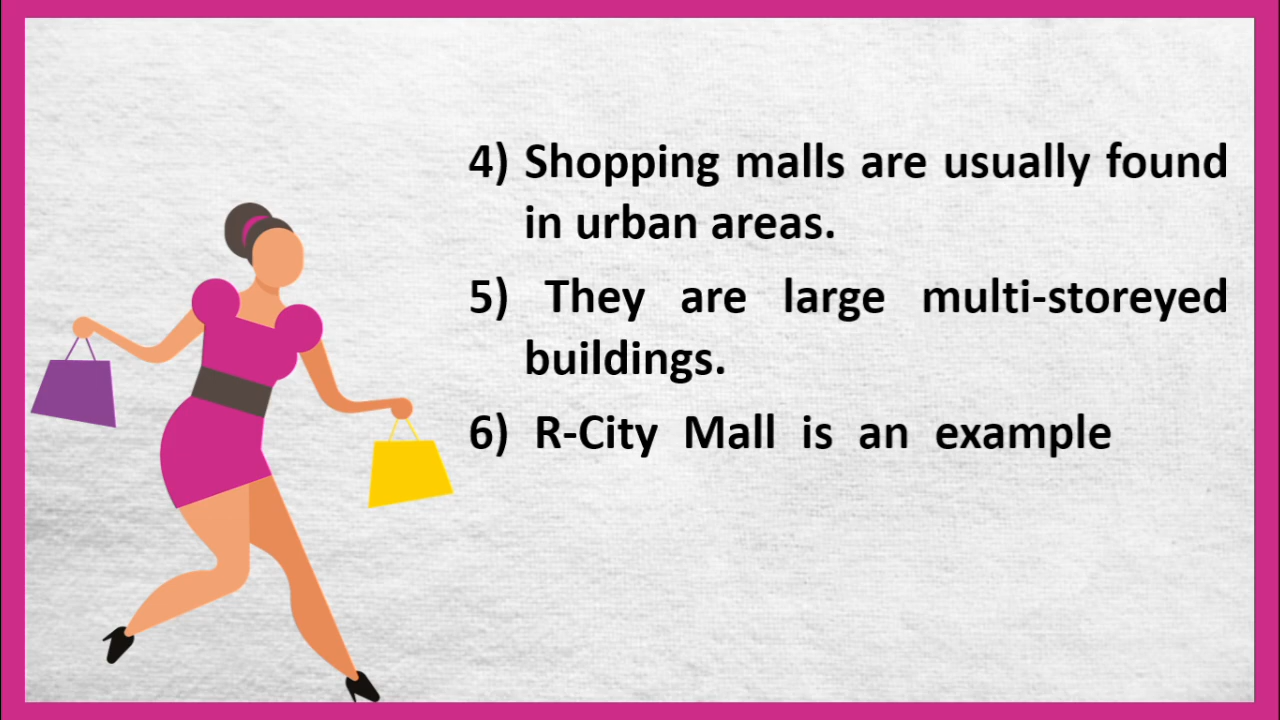 4) Shopping malls are usually found
in urban areas.
5) They are large multi-storeyed
buildings.
6) R-City Mall is an example